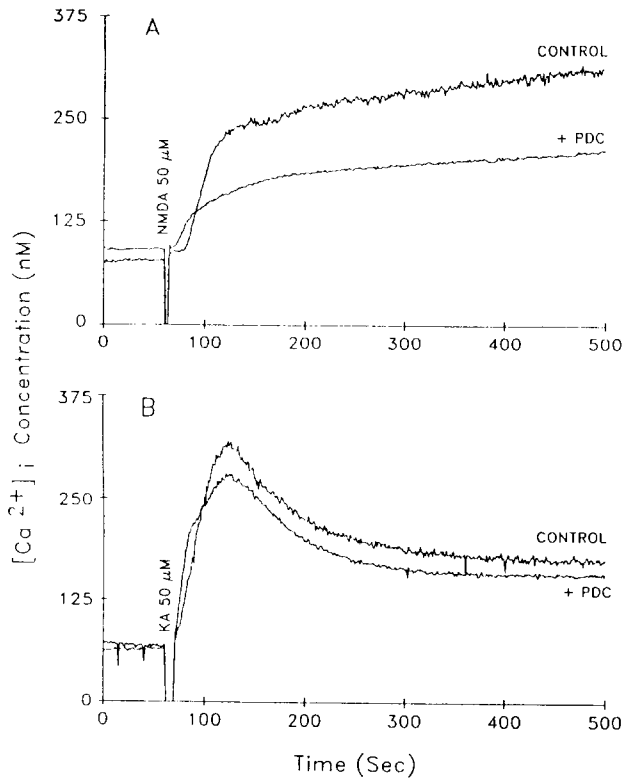 A
375
250
125
0
NMDA 50 μM
CONTROL
+ PDC
0 100 200 300 400 500
[Ca 2+] i Concentration (nM)
B
375
250
125
0
KA 50 μM
CONTROL
+ PDC
0 100 200 300 400 500
Time (Sec)